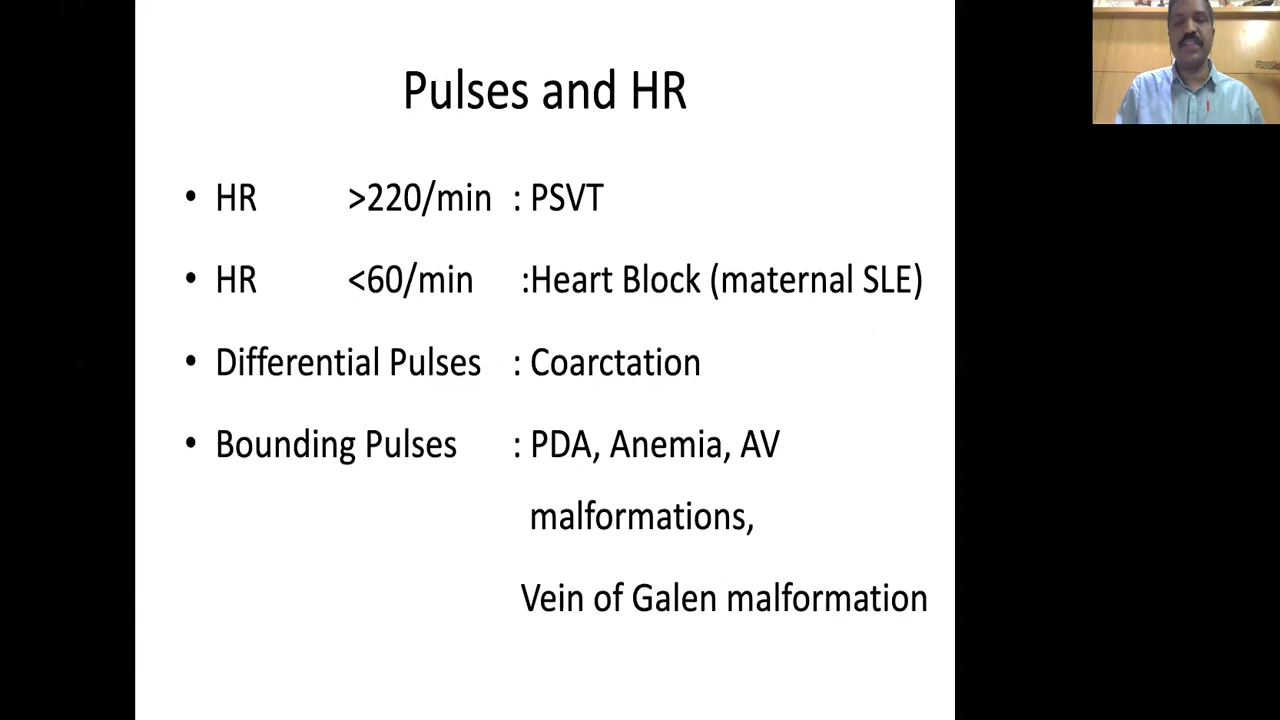 Pulses and HR
• HR >220/min : PSVT
• HR <60/min :Heart Block (maternal SLE)
• Differential Pulses : Coarctation
• Bounding Pulses : PDA, Anemia, AV
malformations,
Vein of Galen malformation